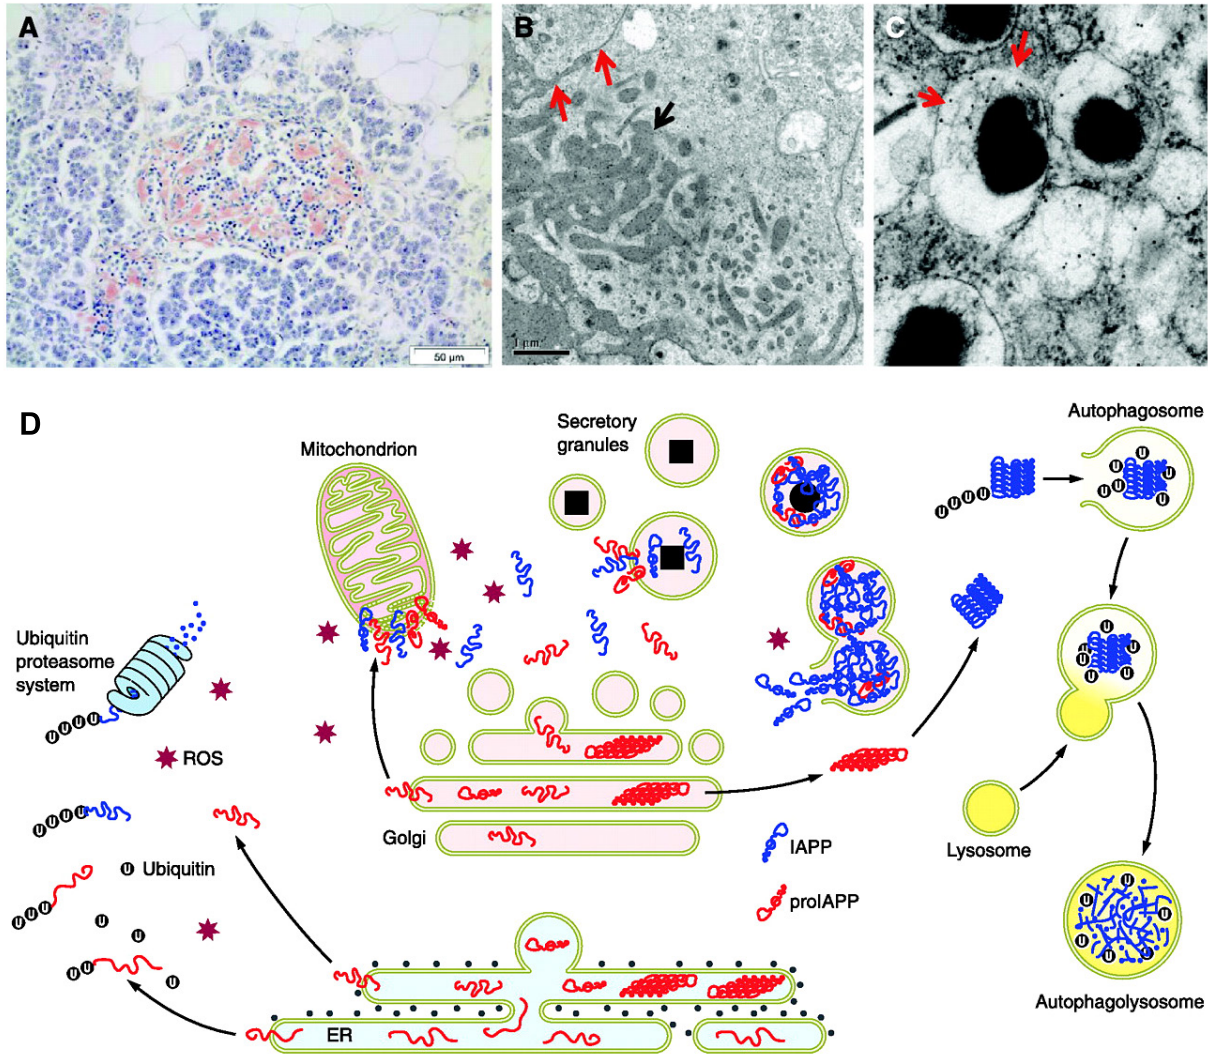 A
B
C
50 µm
1 µm
D
Autophagosome
Secretory
granules
Mitochondrion
U U U U
U
U
U U
U
U
Ubiquitin
proteasome
system
U U U U
U
U
U
U
U
U
ROS
U U U U
IAPP
Golgi
Lysosome
U Ubiquitin
proIAPP
U U U
U
U
U
U
U
U
U
U
U
U U
U
ER
Autophagolysosome